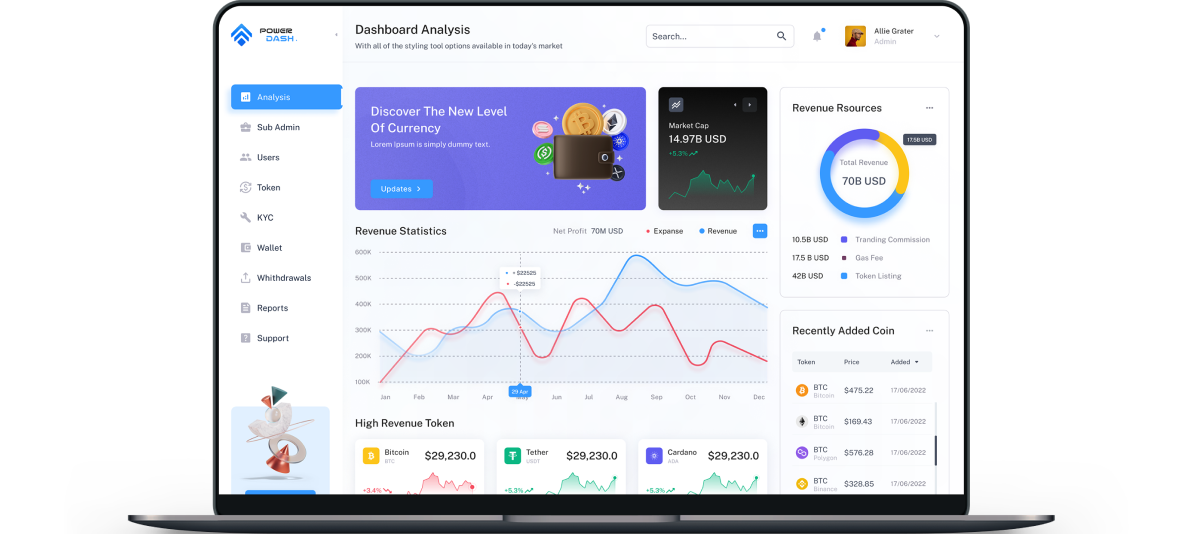 POWER
DASH.
Analysis
Sub Admin
Users
Token
KYC
Wallet
Whithdrawals
Reports
Support
Dashboard Analysis
With all of the styling tool options available in today's market
Search...
Allie Grater
Admin
Discover The New Level
Of Currency
Lorem Ipsum is simply dummy text.
Updates
Market Cap
14.97B USD
+5.3%
Revenue Rsources
17.5B USD
Total Revenue
70B USD
10.5B USD Tranding Commission
17.5 B USD Gas Fee
42B USD Token Listing
Revenue Statistics
Net Profit 70M USD
Expanse
Revenue
600K
500K
400K
300K
200K
100K
+ $22525
-$22525
29 Apr
Jan Feb Mar Apr May Jun Jul Aug Sep Oct Nov Dec
Recently Added Coin
Token Price Added
BTC $475.22 17/06/2022
Bitcoin
BTC $169.43 17/06/2022
Bitcoin
BTC $576.28 17/06/2022
Polygon
BTC $328.85 17/06/2022
Binance
High Revenue Token
Bitcoin $29,230.0
BTC
+3.4%
Tether $29,230.0
USDT
+5.3%
Cardano $29,230.0
ADA
+5.3%